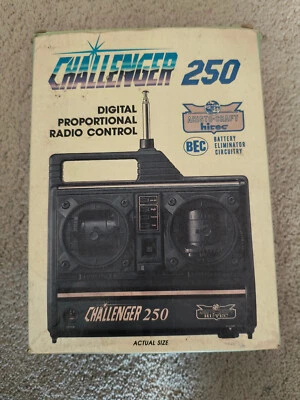 CHALLENGER 250
DIGITAL
PROPORTIONAL
RADIO CONTROL
hitec
BEC
BATTERY
ELIMINATOR
CIRCUITRY
CHALLENGER 250
ACTUAL SIZE